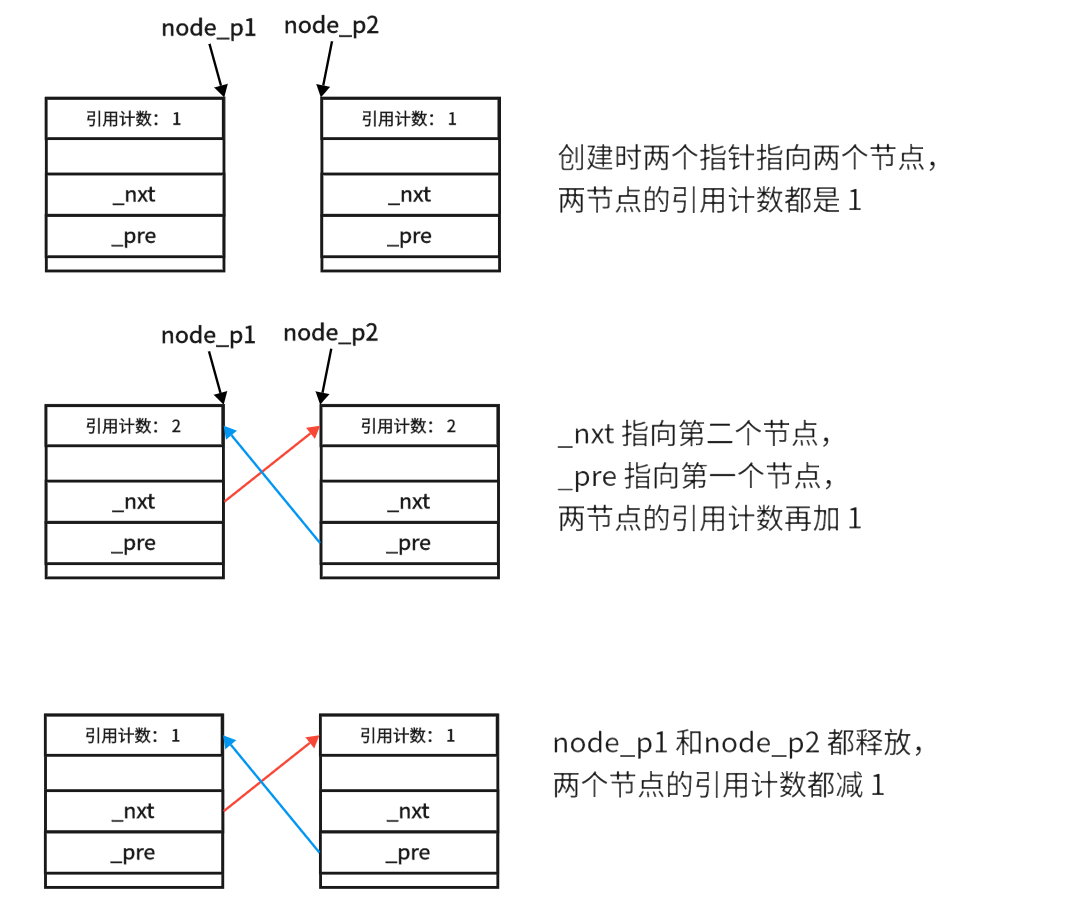 node_p1 node_p2
引用计数： 1 引用计数： 1
_nxt _nxt
_pre _pre
创建时两个指针指向两个节点，
两节点的引用计数都是 1
node_p1 node_p2
引用计数： 2 引用计数： 2
_nxt _nxt
_pre _pre
_nxt 指向第二个节点，
_pre 指向第一个节点，
两节点的引用计数再加 1
引用计数： 1 引用计数： 1
_nxt _nxt
_pre _pre
node_p1 和node_p2 都释放，
两个节点的引用计数都减 1